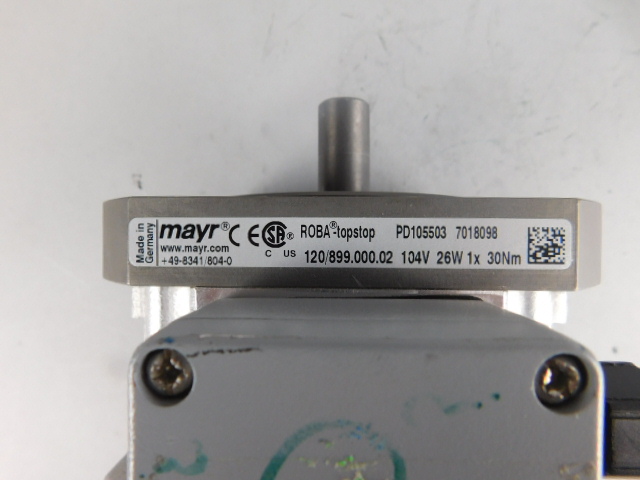 Made in
Germany
mayr®
www.mayr.com
+49-8341/804-0
CE
SA®
C US
ROBA®-topstop PD105503 7018098
120/899.000.02 104V 26W 1x 30Nm